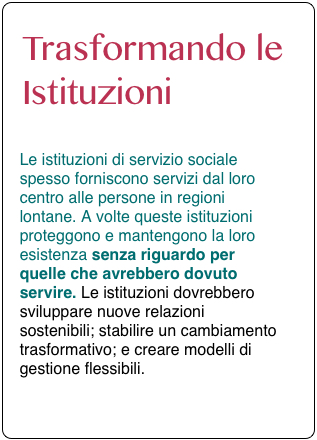 Trasformando le
Istituzioni
Le istituzioni di servizio sociale
spesso forniscono servizi dal loro
centro alle persone in regioni
lontane. A volte queste istituzioni
proteggono e mantengono la loro
esistenza senza riguardo per
quelle che avrebbero dovuto
servire. Le istituzioni dovrebbero
sviluppare nuove relazioni
sostenibili; stabilire un cambiamento
trasformativo; e creare modelli di
gestione flessibili.